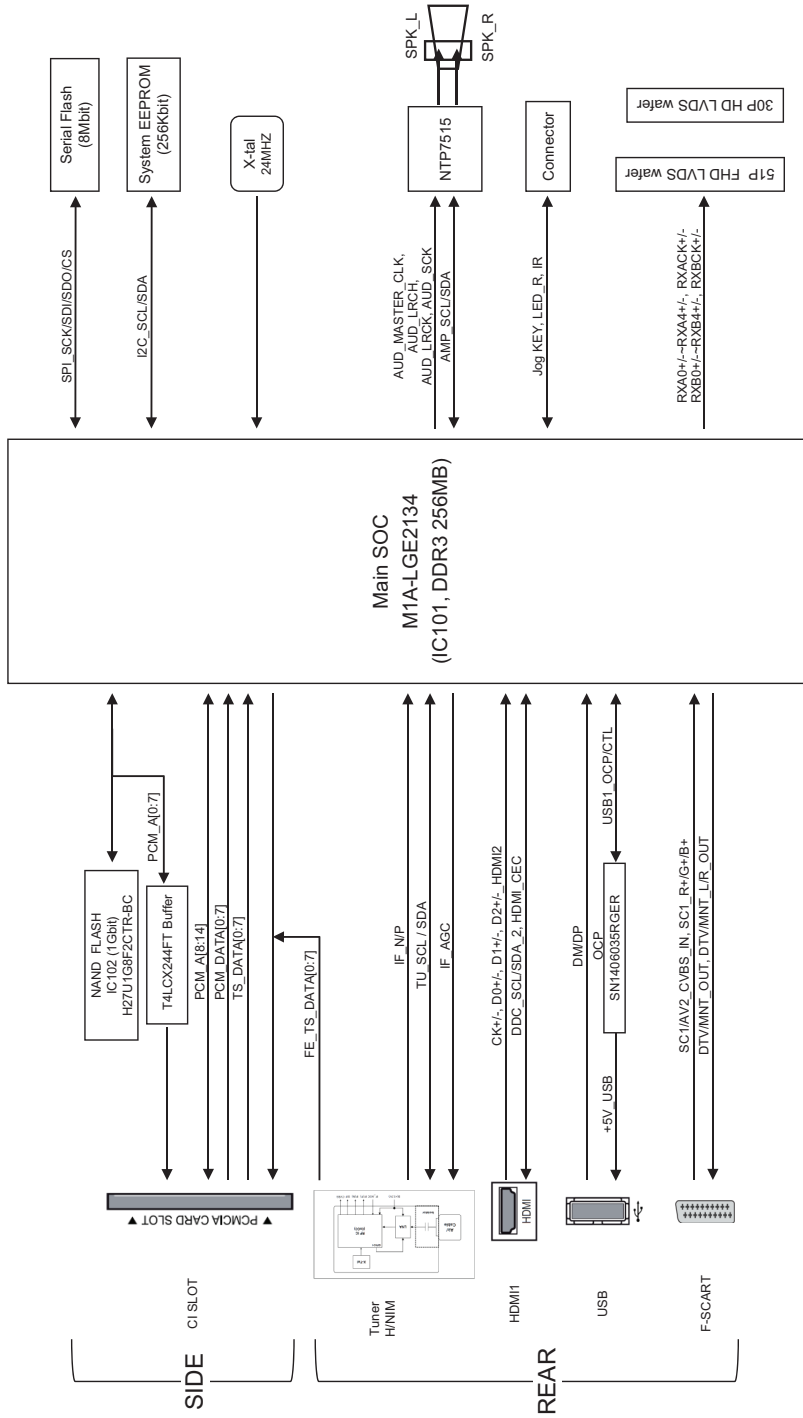 SIDE
REAR
CI SLOT
▼ PCMCIA CARD SLOT ▼
Tuner
H/NIM
HDMI1
HDMI
USB
F-SCART
NAND FLASH
IC102 (1Gbit)
H27U1G8F2CTR-BC
T4LCX244FT Buffer
PCM_A[0:7]
PCM_A[8:14]
PCM_DATA[0:7]
TS_DATA[0:7]
FE_TS_DATA[0:7]
IF_N/P
TU_SCL / SDA
IF_AGC
CK+/-, D0+/-, D1+/-, D2+/-_HDMI2
DDC_SCL/SDA_2, HDMI_CEC
DM/DP
OCP
SN1406035RGER
+5V_USB
USB1_OCP/CTL
SC1/AV2_CVBS_IN, SC1_R+/G+/B+
DTV/MNT_OUT, DTV/MNT_L/R_OUT
Main SOC
M1A-LGE2134
(IC101, DDR3 256MB)
SPI_SCK/SDI/SDO/CS
Serial Flash
(8Mbit)
I2C_SCL/SDA
System EEPROM
(256Kbit)
X-tal
24MHZ
AUD_MASTER_CLK,
AUD_LRCH,
AUD_LRCK, AUD_SCK
AMP_SCL/SDA
NTP7515
SPK_L
SPK_R
Jog KEY, LED_R, IR
Connector
RXA0+/-~RXA4+/-, RXACK+/-
RXB0+/-~RXB4+/-, RXBCK+/-
51P FHD LVDS wafer
30P HD LVDS wafer